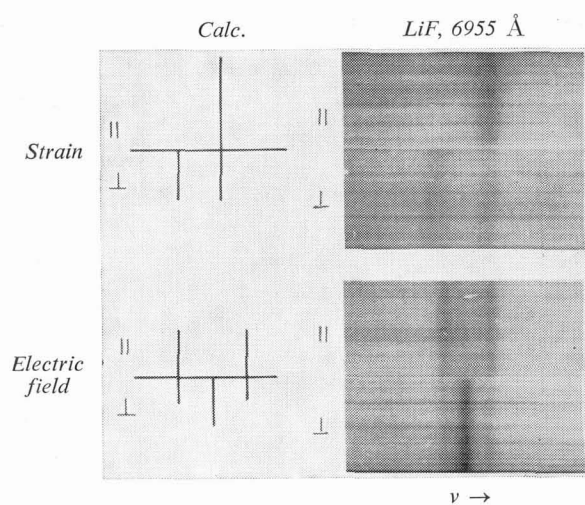 Calc. LiF, 6955 Å
|| ||
Strain
⊥ ⊥
|| ||
Electric
field
⊥ ⊥
ν →